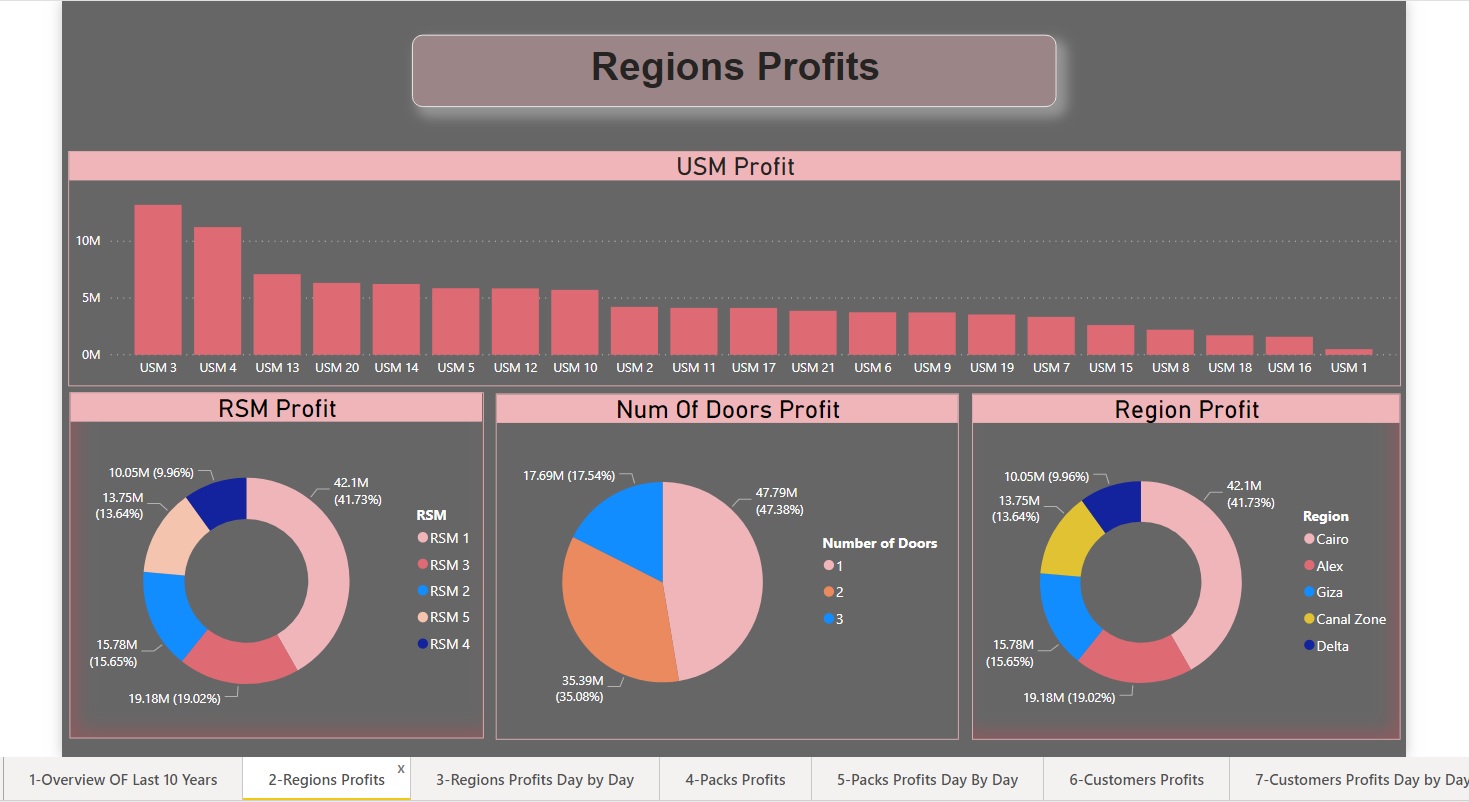 Regions Profits
USM Profit
10M
5M
0M
USM 3 USM 4 USM 13 USM 20 USM 14 USM 5 USM 12 USM 10 USM 2 USM 11 USM 17 USM 21 USM 6 USM 9 USM 19 USM 7 USM 15 USM 8 USM 18 USM 16 USM 1
RSM Profit
10.05M (9.96%)
42.1M
(41.73%)
13.75M
(13.64%)
15.78M
(15.65%)
19.18M (19.02%)
RSM
RSM 1
RSM 3
RSM 2
RSM 5
RSM 4
Num Of Doors Profit
17.69M (17.54%)
47.79M
(47.38%)
35.39M
(35.08%)
Number of Doors
1
2
3
Region Profit
10.05M (9.96%)
42.1M
(41.73%)
13.75M
(13.64%)
15.78M
(15.65%)
19.18M (19.02%)
Region
Cairo
Alex
Giza
Canal Zone
Delta
1-Overview OF Last 10 Years 2-Regions Profits x 3-Regions Profits Day by Day 4-Packs Profits 5-Packs Profits Day By Day 6-Customers Profits 7-Customers Profits Day by Day